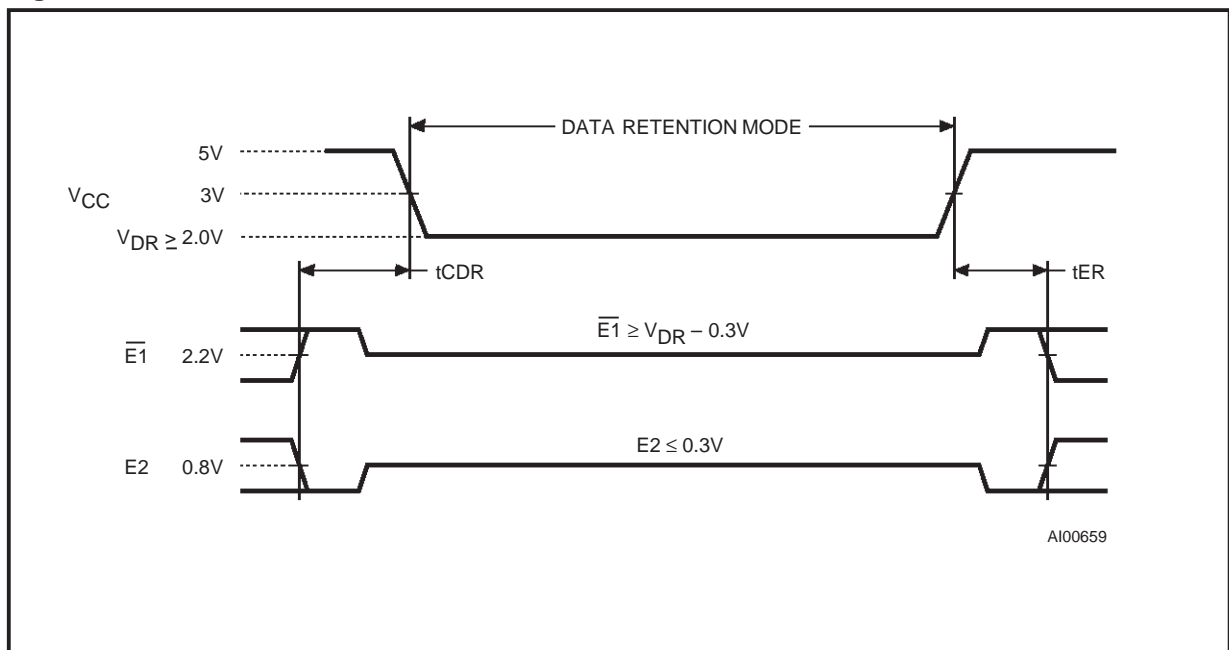 DATA RETENTION MODE
5V
VCC 3V
VDR ≥ 2.0V
tCDR tER
E1 ≥ VDR – 0.3V
E1 2.2V
E2 ≤ 0.3V
E2 0.8V
AI00659